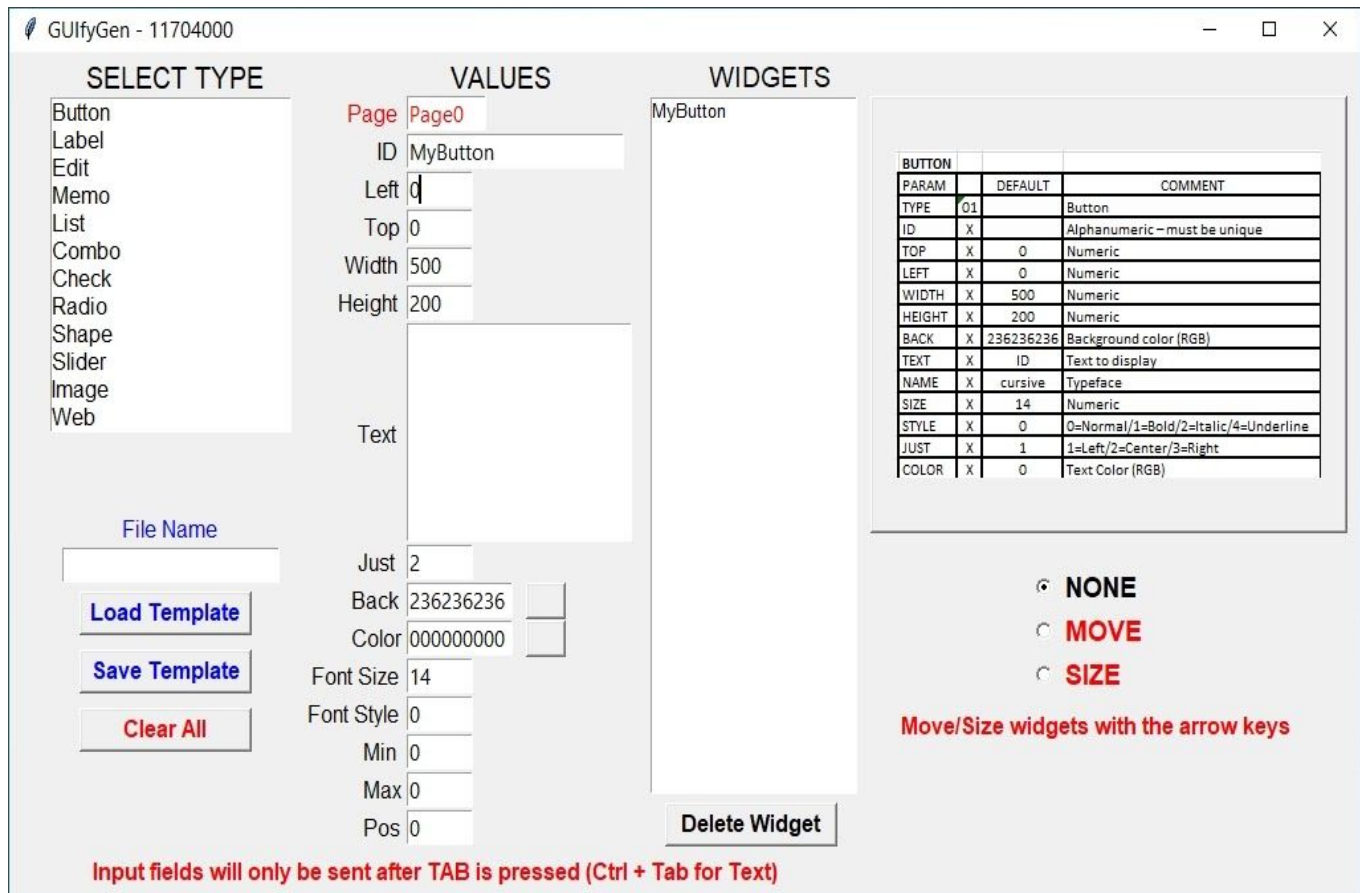 GUIfyGen - 11704000
SELECT TYPE
Button
Label
Edit
Memo
List
Combo
Check
Radio
Shape
Slider
Image
Web
File Name
Load Template
Save Template
Clear All
VALUES
Page Page0
ID MyButton
Left 0
Top 0
Width 500
Height 200
Text
Just 2
Back 236236236
Color 000000000
Font Size 14
Font Style 0
Min 0
Max 0
Pos 0
WIDGETS
MyButton
Delete Widget
BUTTON
PARAM DEFAULT COMMENT
TYPE 01 Button
ID X Alphanumeric – must be unique
TOP X 0 Numeric
LEFT X 0 Numeric
WIDTH X 500 Numeric
HEIGHT X 200 Numeric
BACK X 236236236 Background color (RGB)
TEXT X ID Text to display
NAME X cursive Typeface
SIZE X 14 Numeric
STYLE X 0 0=Normal/1=Bold/2=Italic/4=Underline
JUST X 1 1=Left/2=Center/3=Right
COLOR X 0 Text Color (RGB)
NONE
MOVE
SIZE
Move/Size widgets with the arrow keys
Input fields will only be sent after TAB is pressed (Ctrl + Tab for Text)